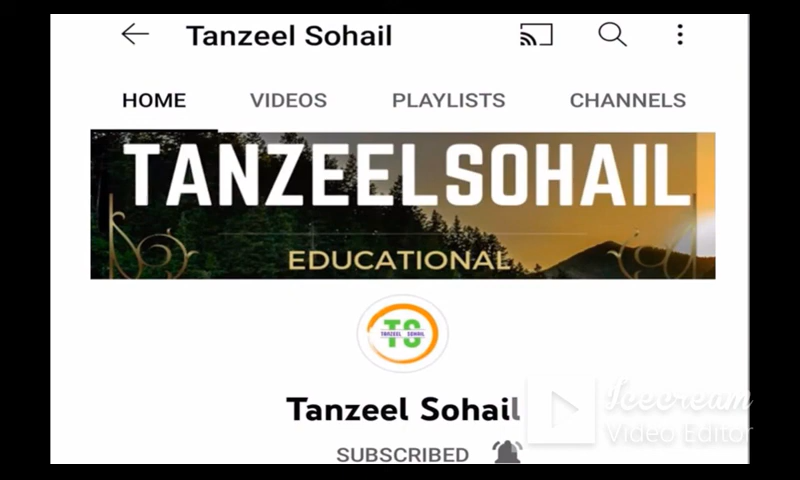 Tanzeel Sohail
HOME VIDEOS PLAYLISTS CHANNELS
TANZEELSOHAIL
EDUCATIONAL
TS
TANZEEL SOHAIL
Tanzeel Sohail
Icecream
Video Editor
SUBSCRIBED